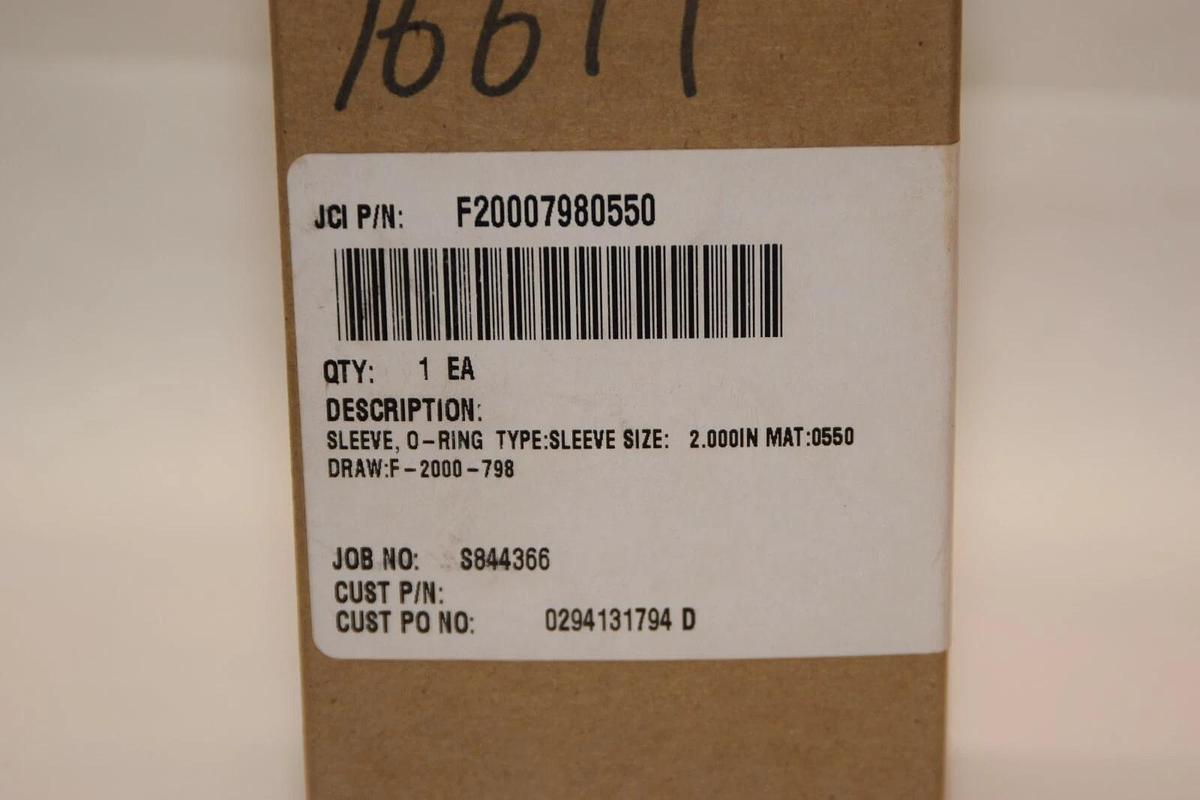 JCI P/N: F20007980550
QTY: 1 EA
DESCRIPTION:
SLEEVE, O-RING TYPE:SLEEVE SIZE: 2.000IN MAT:0550
DRAW:F-2000-798
JOB NO: S844366
CUST P/N:
CUST PO NO: 0294131794 D